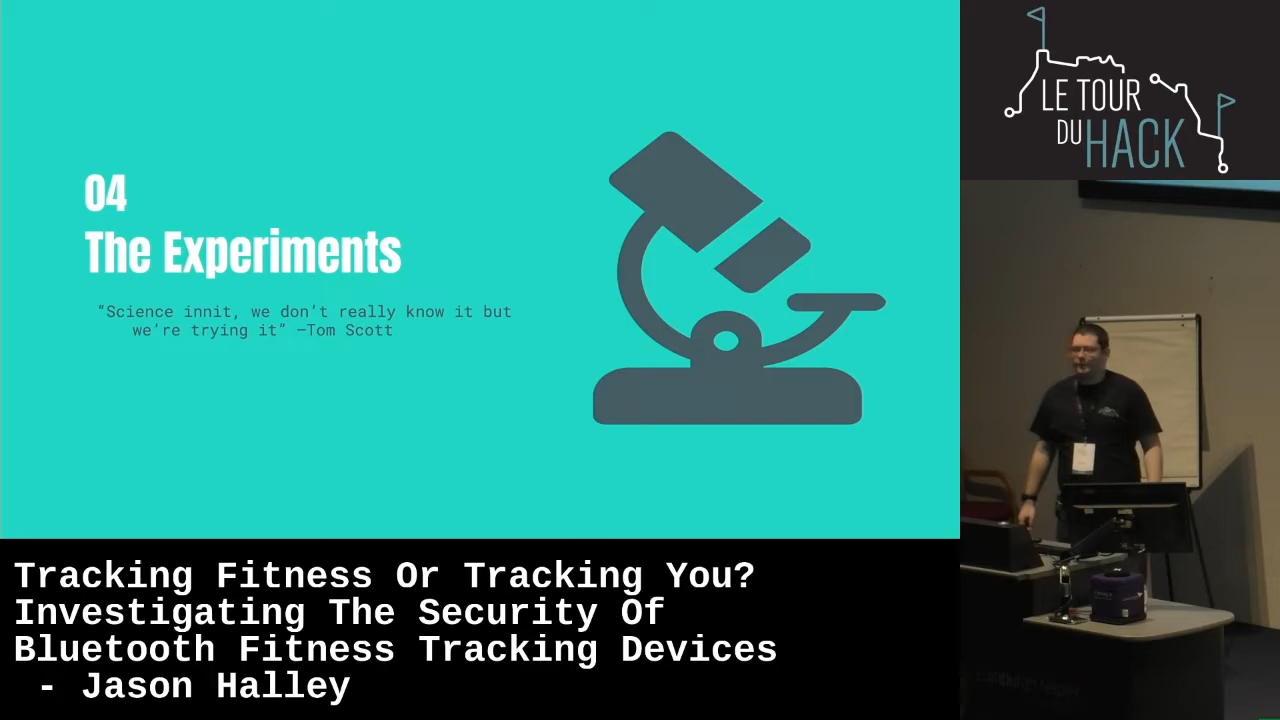 04
The Experiments
“Science innit, we don’t really know it but
we’re trying it” –Tom Scott
LE TOUR
DU HACK
Tracking Fitness Or Tracking You?
Investigating The Security Of
Bluetooth Fitness Tracking Devices
- Jason Halley